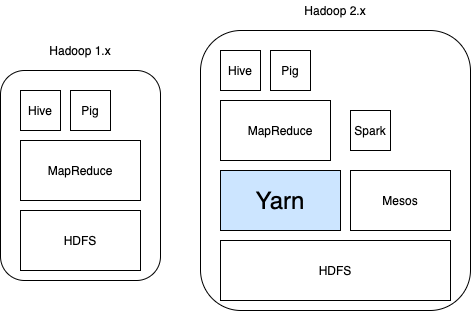 Hadoop 1.x
Hive
Pig
MapReduce
HDFS
Hadoop 2.x
Hive
Pig
MapReduce
Spark
Yarn
Mesos
HDFS